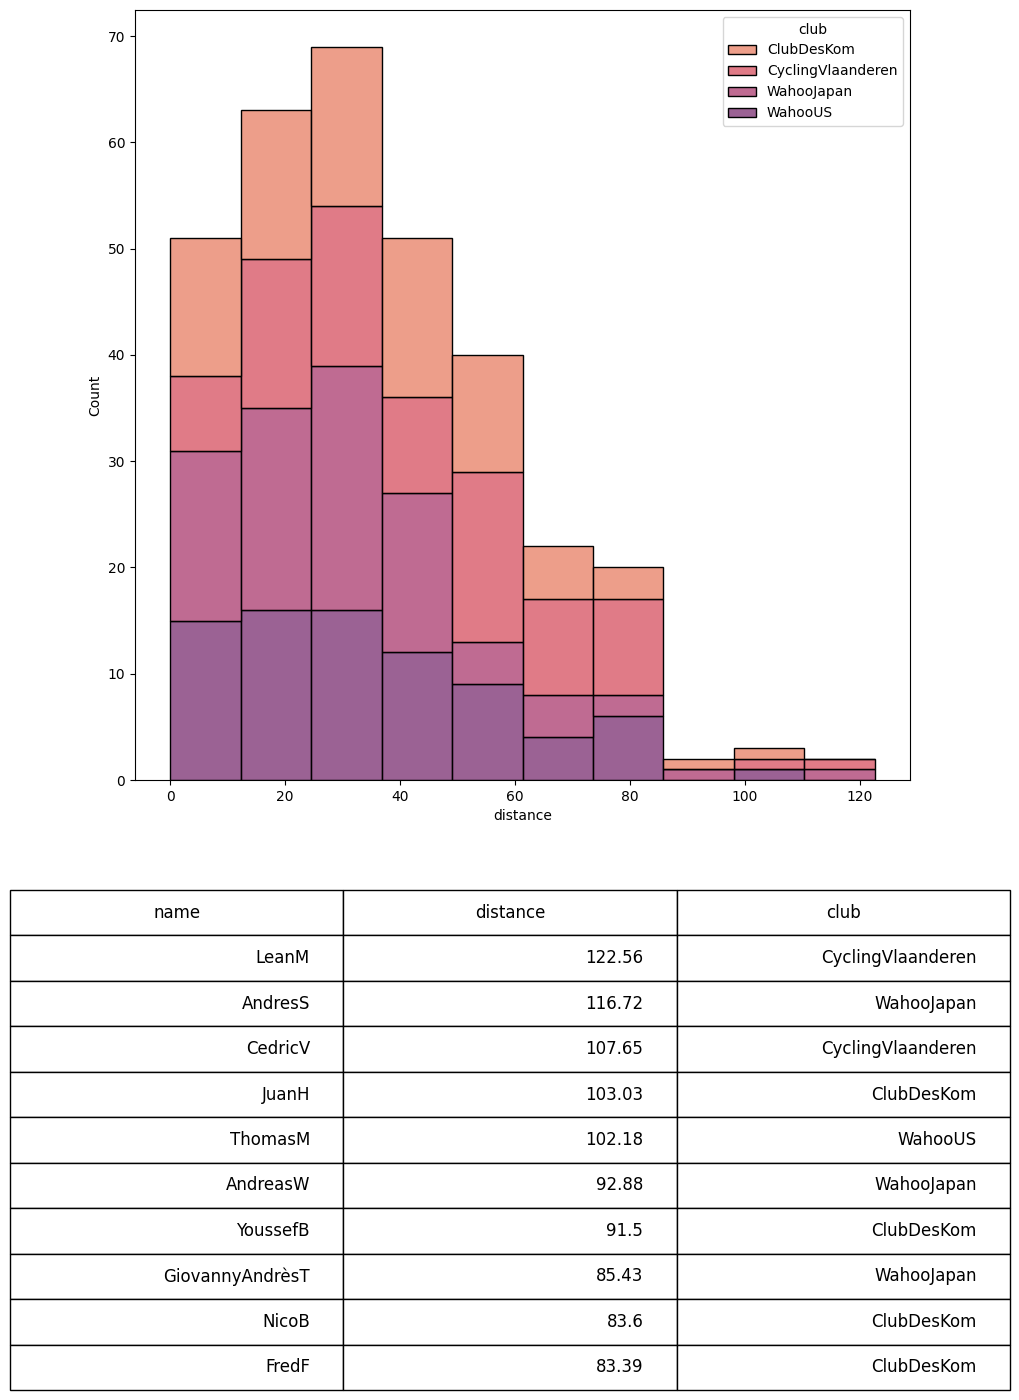 club
ClubDesKom
CyclingVlaanderen
WahooJapan
WahooUS
70
60
50
40
30
20
10
0
Count
0 20 40 60 80 100 120
distance
name distance club
LeanM 122.56 CyclingVlaanderen
AndresS 116.72 WahooJapan
CedricV 107.65 CyclingVlaanderen
JuanH 103.03 ClubDesKom
ThomasM 102.18 WahooUS
AndreasW 92.88 WahooJapan
YoussefB 91.5 ClubDesKom
GiovannyAndrèsT 85.43 WahooJapan
NicoB 83.6 ClubDesKom
FredF 83.39 ClubDesKom